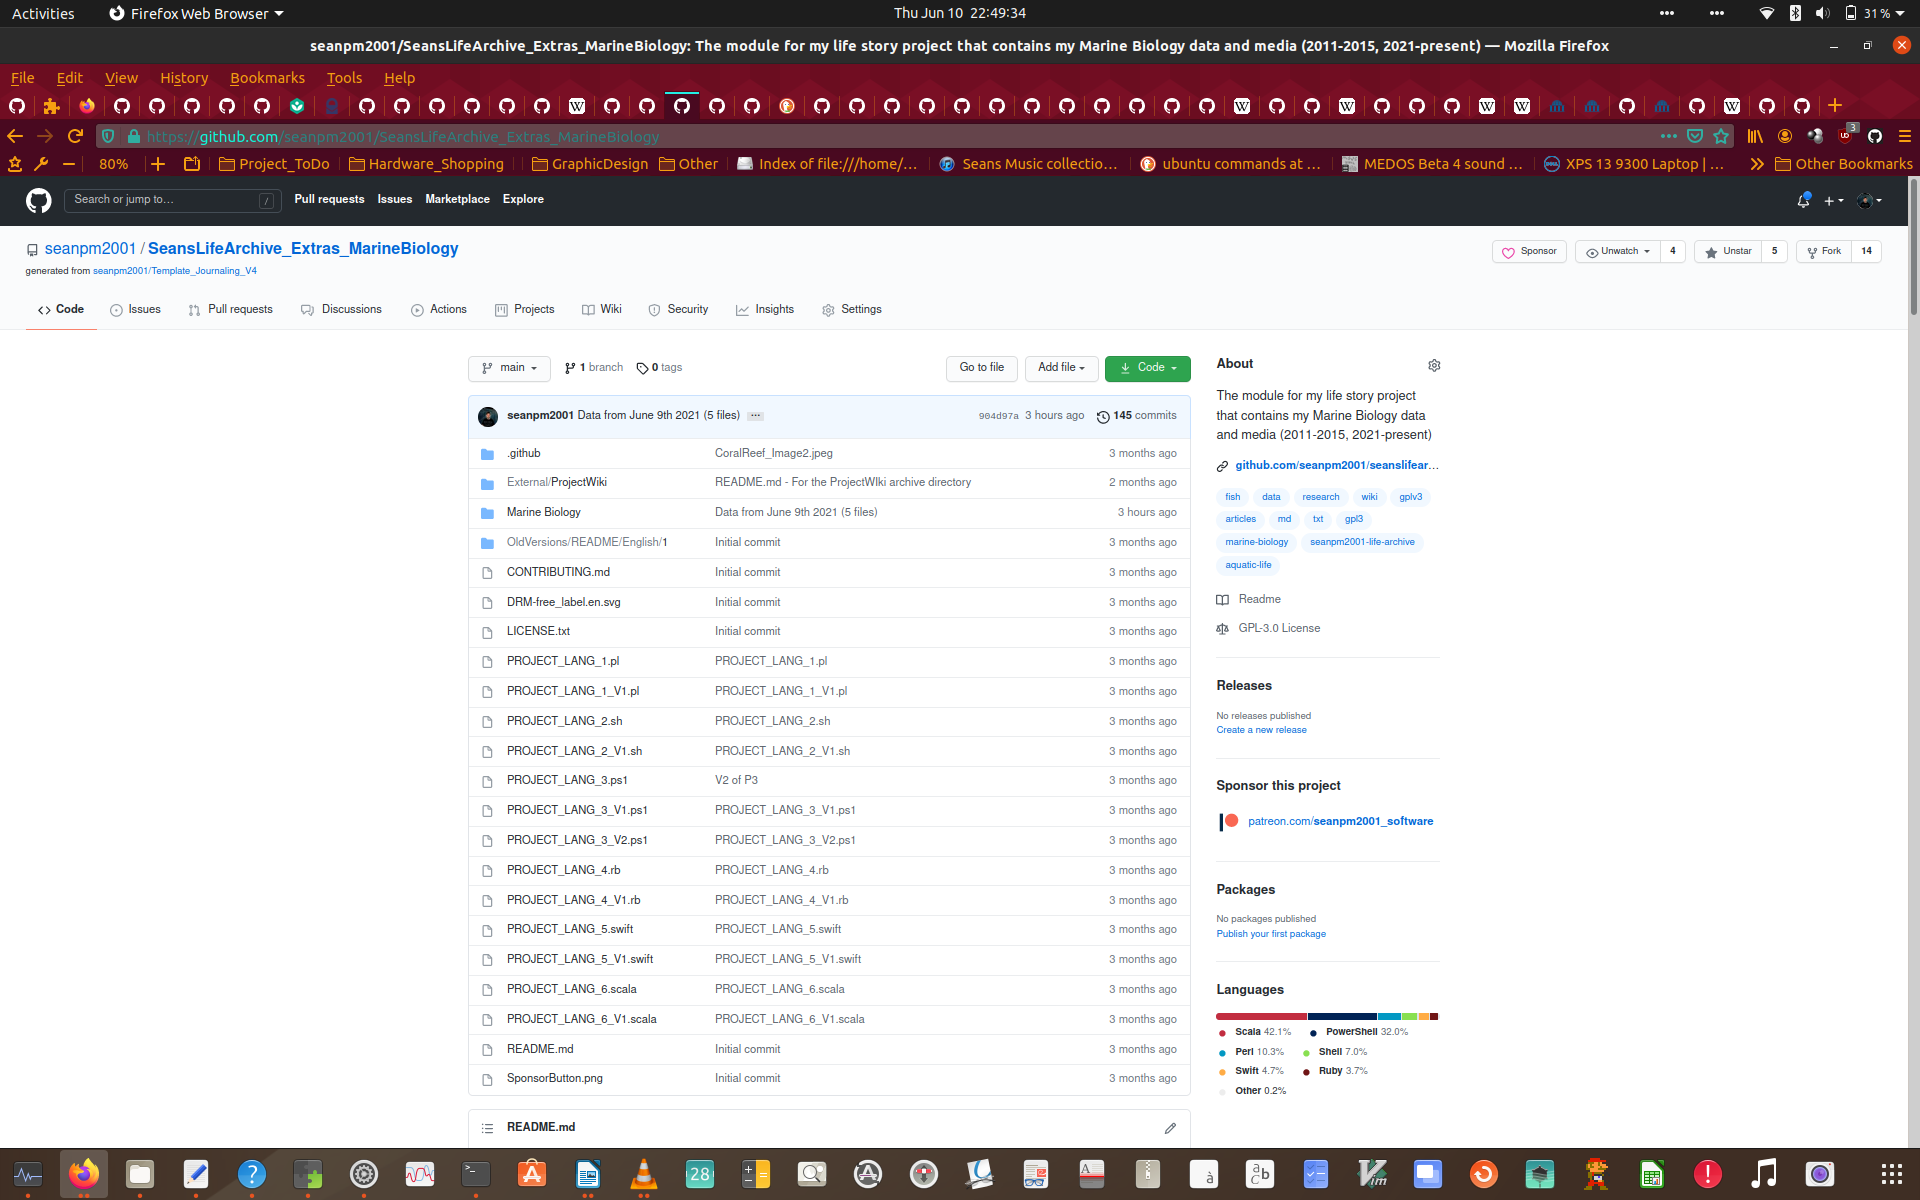 Activities Firefox Web Browser Thu Jun 10 22:49:34 31 %
seanpm2001/SeansLifeArchive_Extras_MarineBiology: The module for my life story project that contains my Marine Biology data and media (2011-2015, 2021-present) — Mozilla Firefox
File Edit View History Bookmarks Tools Help
https://github.com/seanpm2001/SeansLifeArchive_Extras_MarineBiology 3
80% Project_ToDo Hardware_Shopping GraphicDesign Other Index of file:///home/… Seans Music collectio… ubuntu commands at … MEDOS Beta 4 sound … XPS 13 9300 Laptop | … Other Bookmarks
Search or jump to… / Pull requests Issues Marketplace Explore
seanpm2001 / SeansLifeArchive_Extras_MarineBiology
Sponsor Unwatch 4 Unstar 5 Fork 14
generated from seanpm2001/Template_Journaling_V4
Code Issues Pull requests Discussions Actions Projects Wiki Security Insights Settings
main 1 branch 0 tags Go to file Add file Code
seanpm2001 Data from June 9th 2021 (5 files) … 904d97a 3 hours ago 145 commits
.github CoralReef_Image2.jpeg 3 months ago
External/ProjectWiki README.md - For the ProjectWIki archive directory 2 months ago
Marine Biology Data from June 9th 2021 (5 files) 3 hours ago
OldVersions/README/English/1 Initial commit 3 months ago
CONTRIBUTING.md Initial commit 3 months ago
DRM-free_label.en.svg Initial commit 3 months ago
LICENSE.txt Initial commit 3 months ago
PROJECT_LANG_1.pl PROJECT_LANG_1.pl 3 months ago
PROJECT_LANG_1_V1.pl PROJECT_LANG_1_V1.pl 3 months ago
PROJECT_LANG_2.sh PROJECT_LANG_2.sh 3 months ago
PROJECT_LANG_2_V1.sh PROJECT_LANG_2_V1.sh 3 months ago
PROJECT_LANG_3.ps1 V2 of P3 3 months ago
PROJECT_LANG_3_V1.ps1 PROJECT_LANG_3_V1.ps1 3 months ago
PROJECT_LANG_3_V2.ps1 PROJECT_LANG_3_V2.ps1 3 months ago
PROJECT_LANG_4.rb PROJECT_LANG_4.rb 3 months ago
PROJECT_LANG_4_V1.rb PROJECT_LANG_4_V1.rb 3 months ago
PROJECT_LANG_5.swift PROJECT_LANG_5.swift 3 months ago
PROJECT_LANG_5_V1.swift PROJECT_LANG_5_V1.swift 3 months ago
PROJECT_LANG_6.scala PROJECT_LANG_6.scala 3 months ago
PROJECT_LANG_6_V1.scala PROJECT_LANG_6_V1.scala 3 months ago
README.md Initial commit 3 months ago
SponsorButton.png Initial commit 3 months ago
README.md
About
The module for my life story project
that contains my Marine Biology data
and media (2011-2015, 2021-present)
github.com/seanpm2001/seanslifear…
fish data research wiki gplv3
articles md txt gpl3
marine-biology seanpm2001-life-archive
aquatic-life
Readme
GPL-3.0 License
Releases
No releases published
Create a new release
Sponsor this project
patreon.com/seanpm2001_software
Packages
No packages published
Publish your first package
Languages
Scala 42.1% PowerShell 32.0%
Perl 10.3% Shell 7.0%
Swift 4.7% Ruby 3.7%
Other 0.2%
28